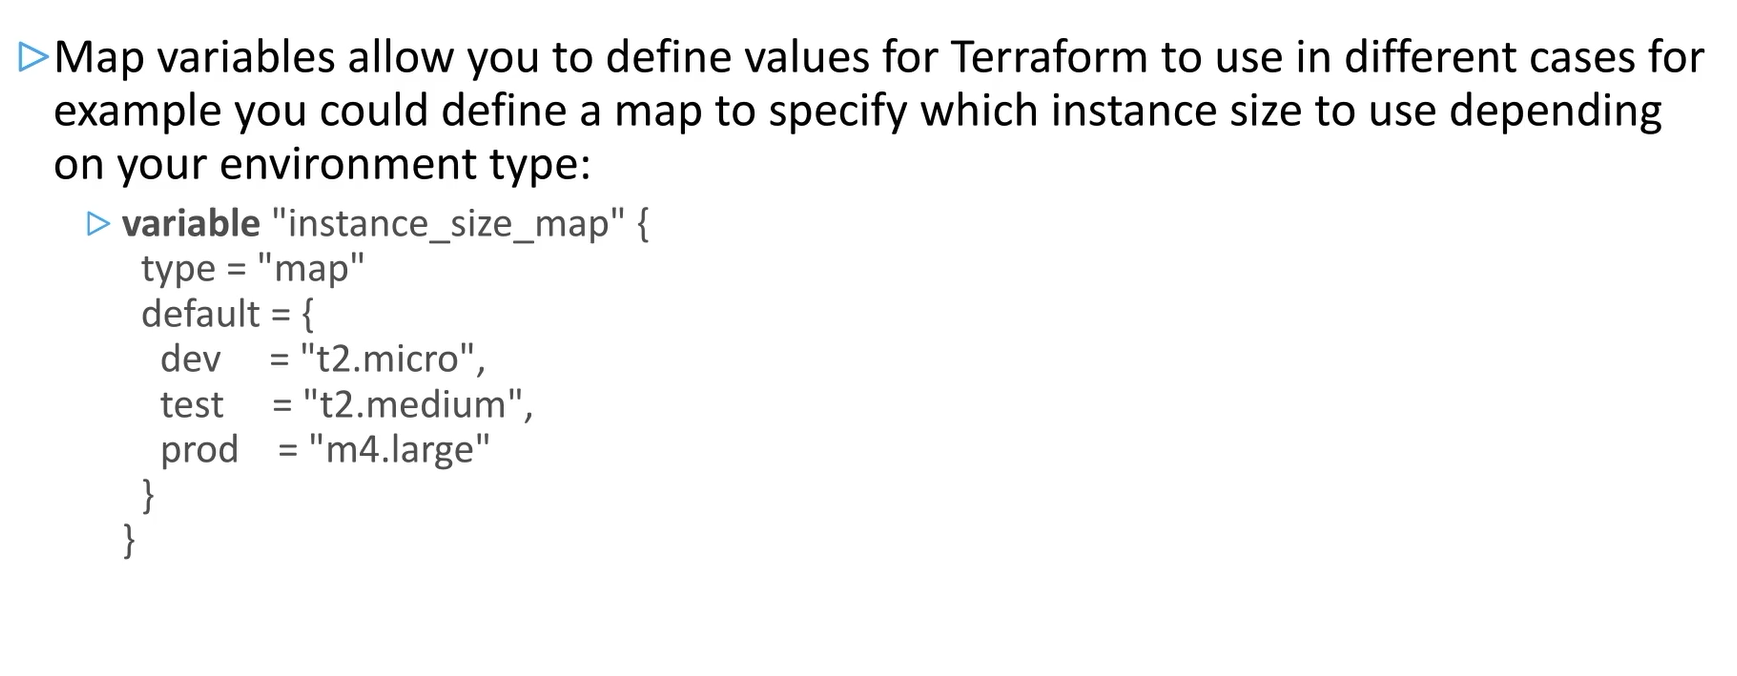 Map variables allow you to define values for Terraform to use in different cases for
example you could define a map to specify which instance size to use depending
on your environment type:
variable "instance_size_map" {
type = "map"
default = {
dev = "t2.micro",
test = "t2.medium",
prod = "m4.large"
}
}